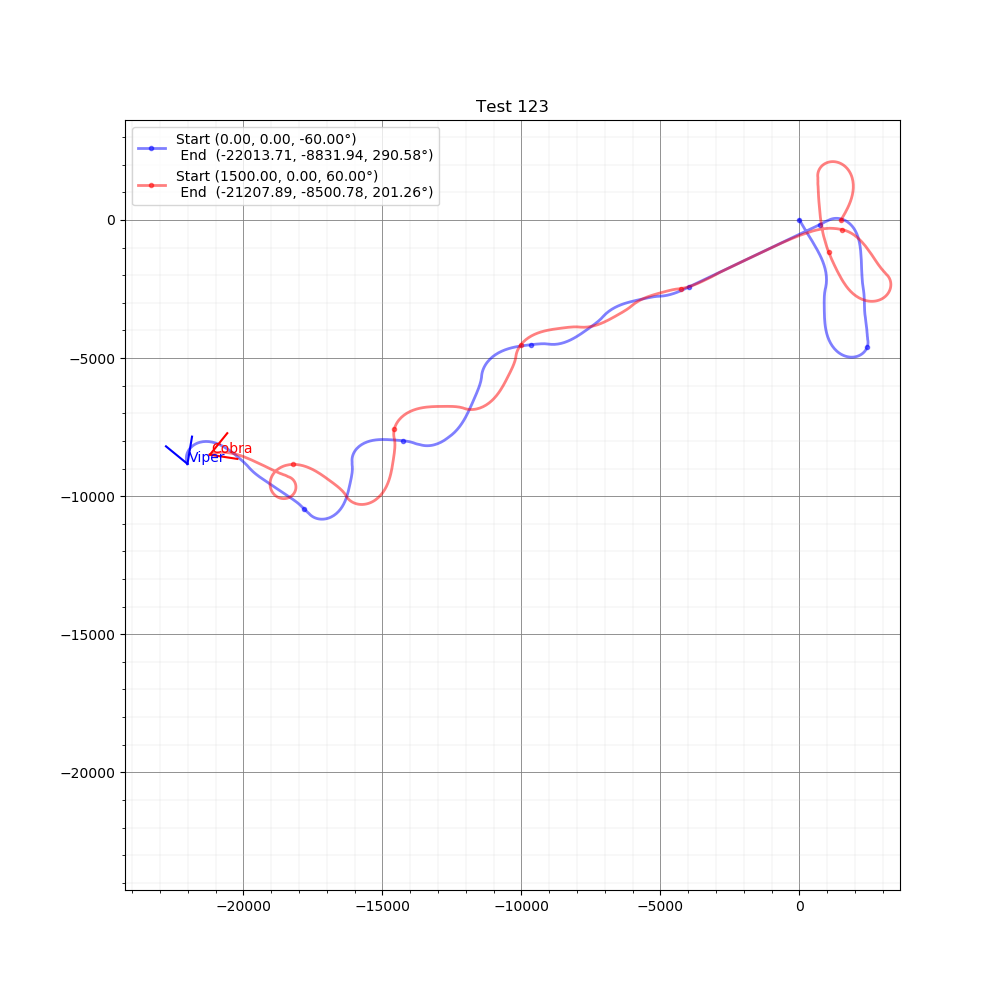 Test 123
Start (0.00, 0.00, -60.00°)
End  (-22013.71, -8831.94, 290.58°)
Start (1500.00, 0.00, 60.00°)
End  (-21207.89, -8500.78, 201.26°)
0
−5000
−10000
−15000
−20000
Cobra
Viper
−20000
−15000
−10000
−5000
0